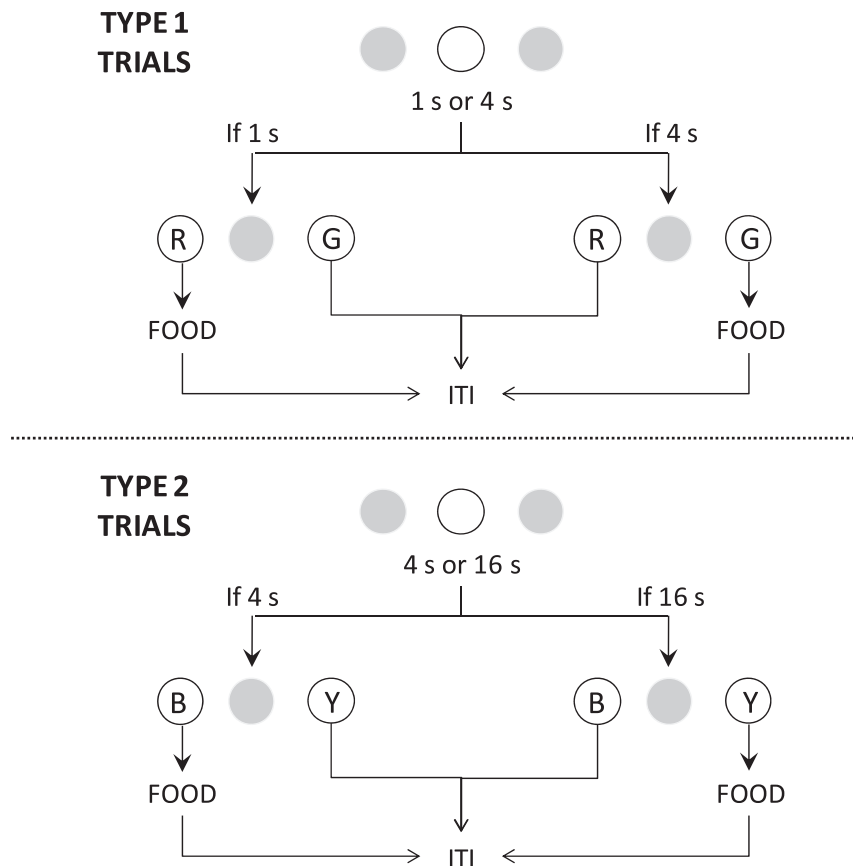 TYPE 1
TRIALS
1 s or 4 s
If 1 s If 4 s
R G R G
FOOD FOOD
ITI
TYPE 2
TRIALS
4 s or 16 s
If 4 s If 16 s
B Y B Y
FOOD FOOD
ITI